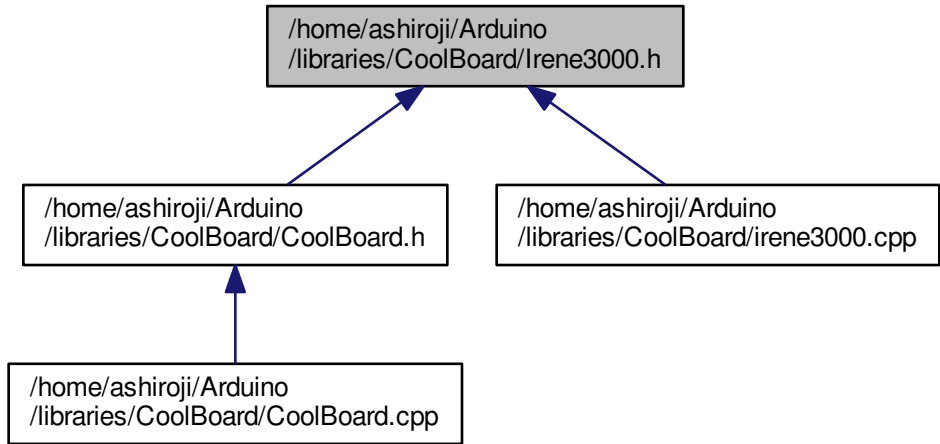 /home/ashiroji/Arduino
/libraries/CoolBoard/Irene3000.h
/home/ashiroji/Arduino
/libraries/CoolBoard/CoolBoard.h
/home/ashiroji/Arduino
/libraries/CoolBoard/irene3000.cpp
/home/ashiroji/Arduino
/libraries/CoolBoard/CoolBoard.cpp